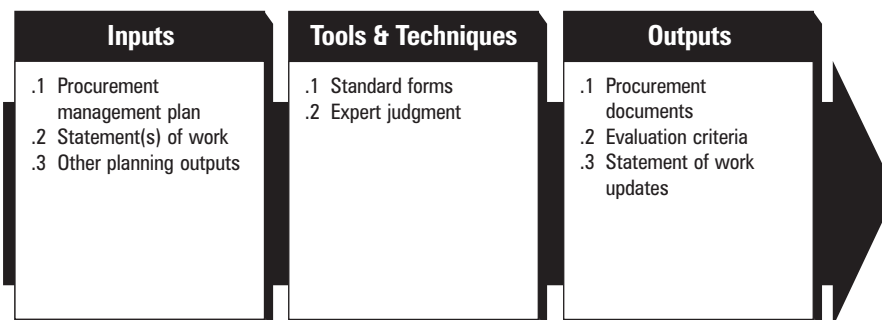 Inputs
.1 Procurement
management plan
.2 Statement(s) of work
.3 Other planning outputs
Tools & Techniques
.1 Standard forms
.2 Expert judgment
Outputs
.1 Procurement
documents
.2 Evaluation criteria
.3 Statement of work
updates